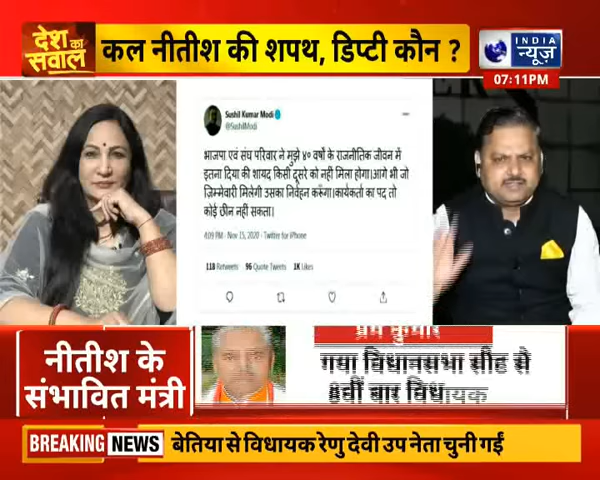 देश का
सवाल
कल नीतीश की शपथ, डिप्टी कौन ?
INDIA
न्यूज़
07:11PM
Sushil Kumar Modi
@SushilModi
भाजपा एवं संघ परिवार ने मुझे ४० वर्षों के राजनीतिक जीवन में
इतना दिया की शायद किसी दूसरे को नहीं मिला होगा।आगे भी जो
ज़िम्मेवारी मिलेगी उसका निर्वहन करूँगा।कार्यकर्ता का पद तो
कोई छीन नहीं सकता।
4:09 PM · Nov 15, 2020 · Twitter for iPhone
118 Retweets 96 Quote Tweets 1K Likes
नीतीश के
संभावित मंत्री
प्रेम कुमार
गया विधानसभा सीट से
8वीं बार विधायक
BREAKING NEWS
बेतिया से विधायक रेणु देवी उप नेता चुनी गईं